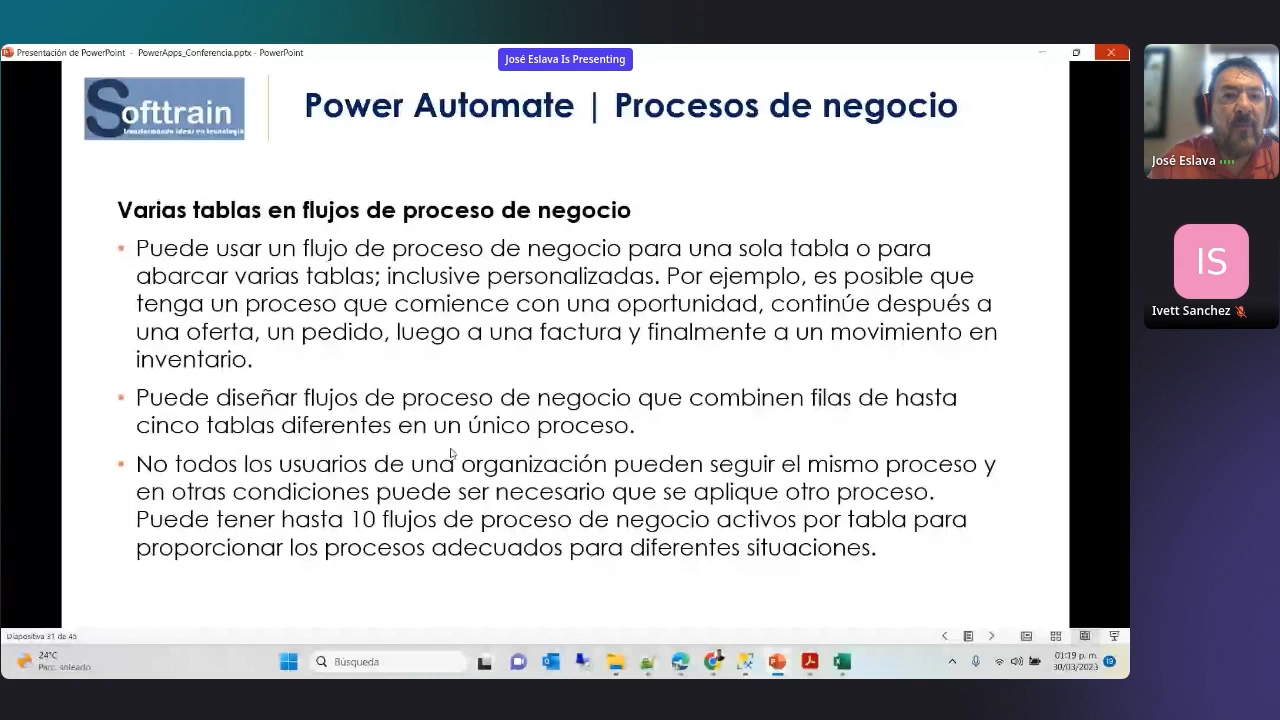 Presentación de PowerPoint - PowerApps_Conferencia.pptx - PowerPoint
José Eslava Is Presenting
Softtrain
transformando ideas en tecnología
Power Automate | Procesos de negocio
José Eslava
IS
Ivett Sanchez
Varias tablas en flujos de proceso de negocio
• Puede usar un flujo de proceso de negocio para una sola tabla o para
abarcar varias tablas; inclusive personalizadas. Por ejemplo, es posible que
tenga un proceso que comience con una oportunidad, continúe después a
una oferta, un pedido, luego a una factura y finalmente a un movimiento en
inventario.
• Puede diseñar flujos de proceso de negocio que combinen filas de hasta
cinco tablas diferentes en un único proceso.
• No todos los usuarios de una organización pueden seguir el mismo proceso y
en otras condiciones puede ser necesario que se aplique otro proceso.
Puede tener hasta 10 flujos de proceso de negocio activos por tabla para
proporcionar los procesos adecuados para diferentes situaciones.
Diapositiva 31 de 45
24°C
Parc. soleado
Búsqueda
01:19 p. m.
30/03/2023